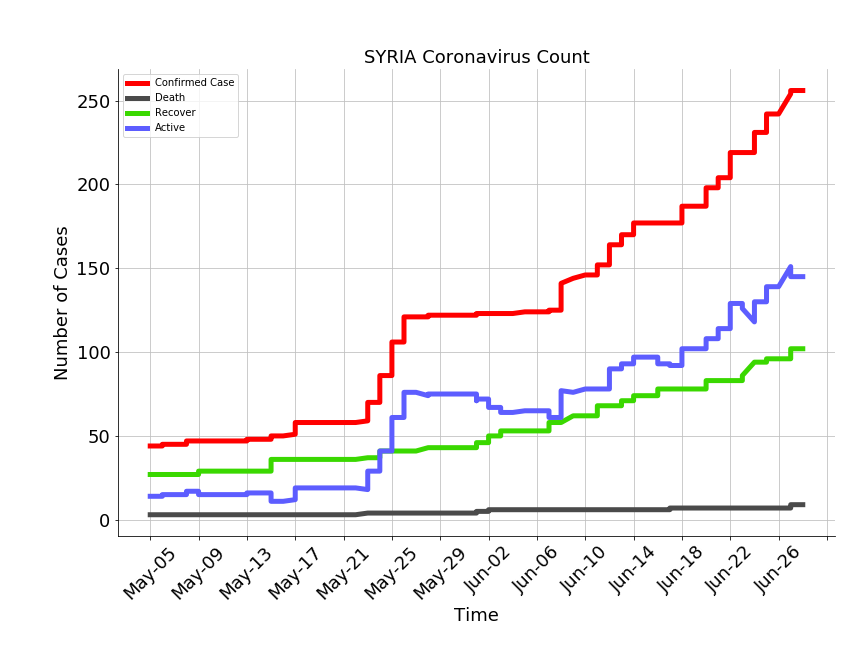 SYRIA Coronavirus Count
Confirmed Case
Death
Recover
Active
Number of Cases
250
200
150
100
50
0
May-05
May-09
May-13
May-17
May-21
May-25
May-29
Jun-02
Jun-06
Jun-10
Jun-14
Jun-18
Jun-22
Jun-26
Time